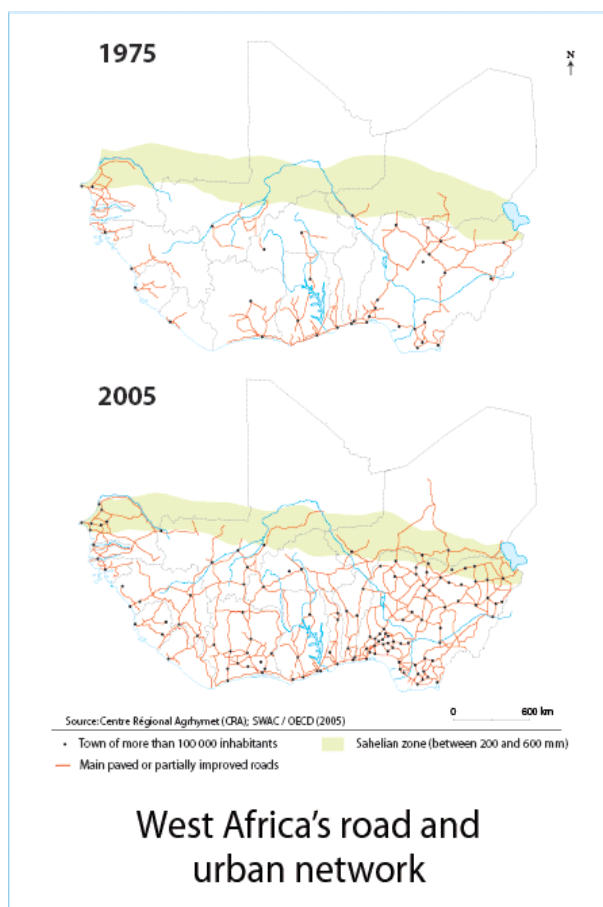 1975
N
2005
Source: Centre Régional Agrhymet (CRA); SWAC / OECD (2005)
0 600 km
Town of more than 100 000 inhabitants
Sahelian zone (between 200 and 600 mm)
Main paved or partially improved roads
West Africa's road and
urban network